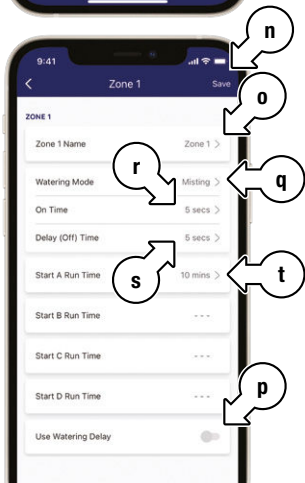 9:41
n
Zone 1
Save
o
ZONE 1
Zone 1 Name
Zone 1 >
r
Watering Mode
Misting >
q
On Time
5 secs >
Delay (Off) Time
5 secs >
s
Start A Run Time
10 mins >
t
Start B Run Time
- - -
Start C Run Time
- - -
Start D Run Time
- - -
p
Use Watering Delay